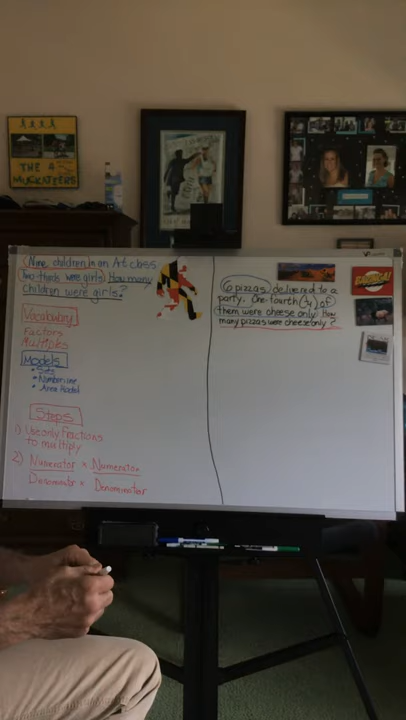 THE 4
MUSKATEERS
Nine children in an Art class
Two-thirds were girls. How many
children were girls?
Vocabulary
Factors
Multiples
Models
• Sets
• Number line
• Area Model
Steps
1) Use only fractions
to multiply
2) Numerator × Numerator
Denominator × Denominator
6 pizzas delivered to a
party. One fourth (1/4) of
them were cheese only. How
many pizzas were cheese only?
BAZINGA!